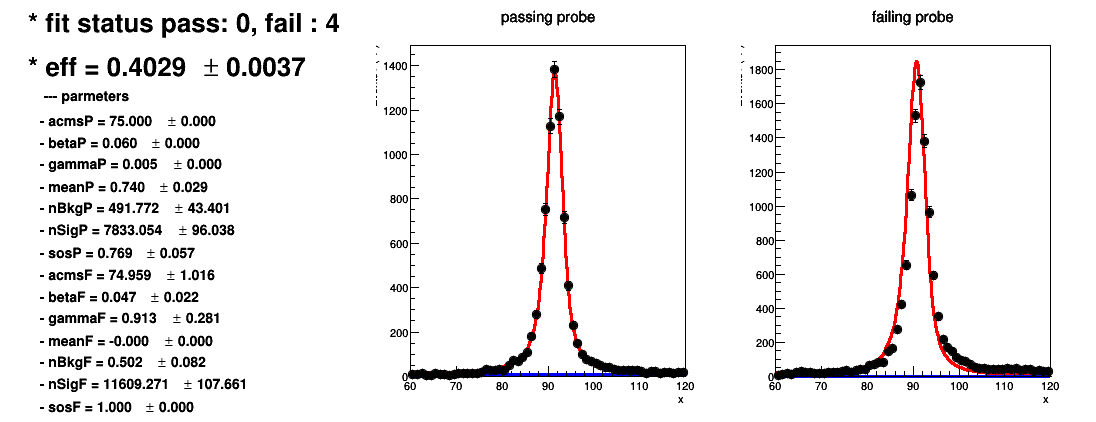 * fit status pass: 0, fail : 4
* eff = 0.4029 ± 0.0037
--- parmeters
- acmsP = 75.000 ± 0.000
- betaP = 0.060 ± 0.000
- gammaP = 0.005 ± 0.000
- meanP = 0.740 ± 0.029
- nBkgP = 491.772 ± 43.401
- nSigP = 7833.054 ± 96.038
- sosP = 0.769 ± 0.057
- acmsF = 74.959 ± 1.016
- betaF = 0.047 ± 0.022
- gammaF = 0.913 ± 0.281
- meanF = -0.000 ± 0.000
- nBkgF = 0.502 ± 0.082
- nSigF = 11609.271 ± 107.661
- sosF = 1.000 ± 0.000
passing probe
1400
1200
1000
800
600
400
200
0
60 70 80 90 100 110 120
x
failing probe
1800
1600
1400
1200
1000
800
600
400
200
0
60 70 80 90 100 110 120
x